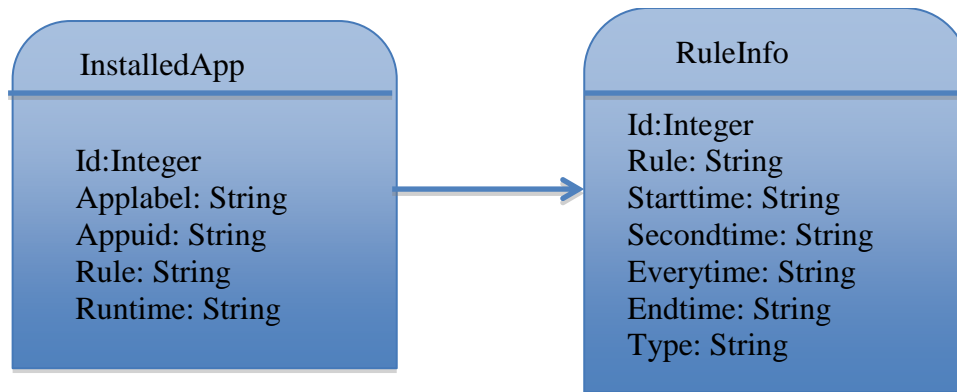 InstalledApp
Id:Integer
Applabel: String
Appuid: String
Rule: String
Runtime: String
RuleInfo
Id:Integer
Rule: String
Starttime: String
Secondtime: String
Everytime: String
Endtime: String
Type: String